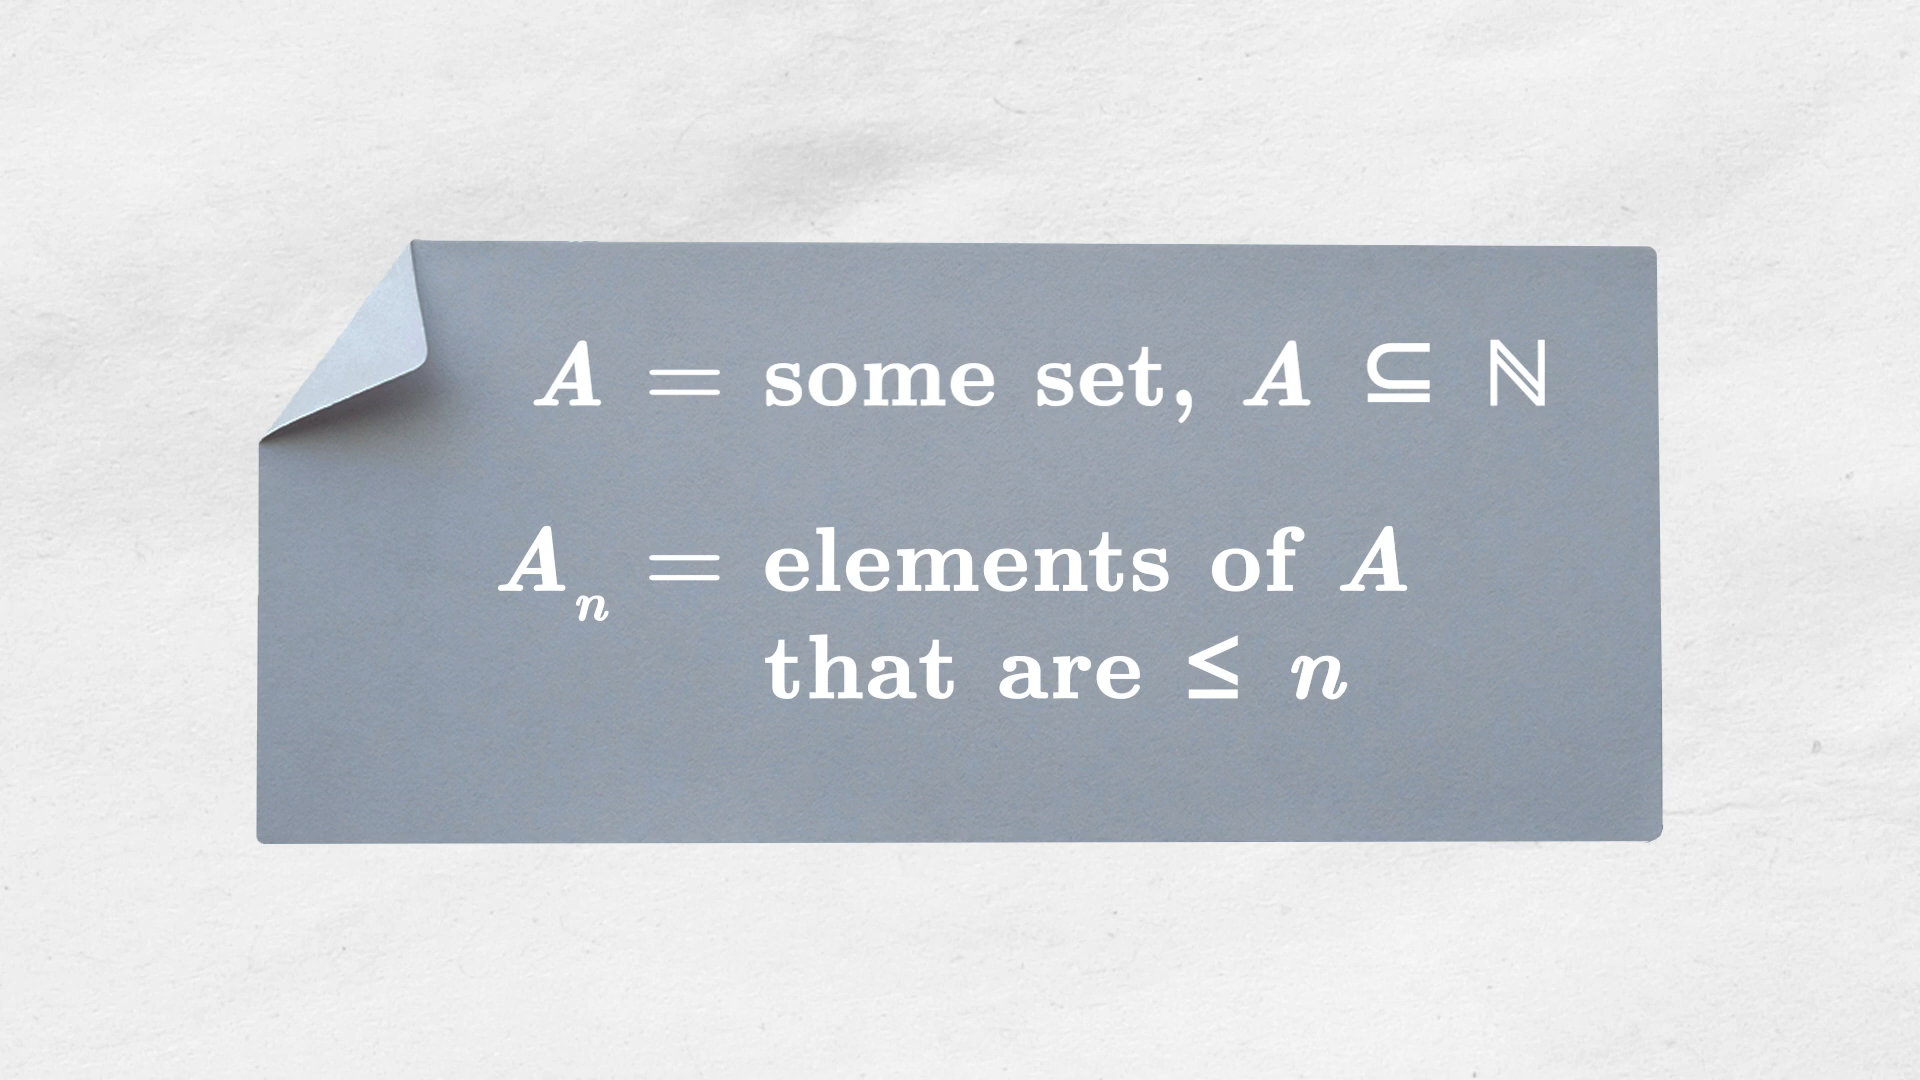 A = some set, A ⊆ ℕ
Aₙ = elements of A
that are ≤ n